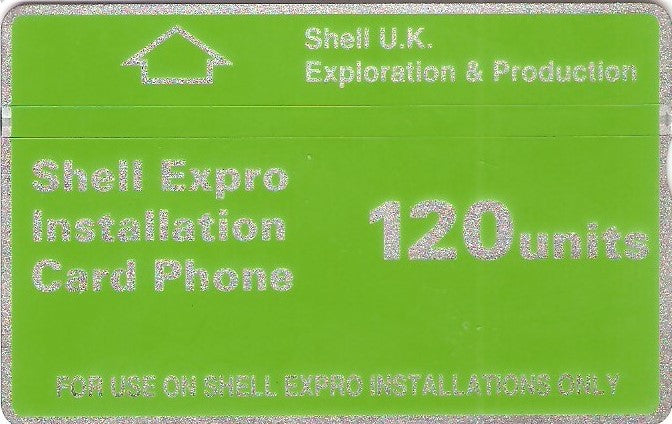 Shell U.K.
Exploration & Production
Shell Expro
Installation
Card Phone
120units
FOR USE ON SHELL EXPRO INSTALLATIONS ONLY